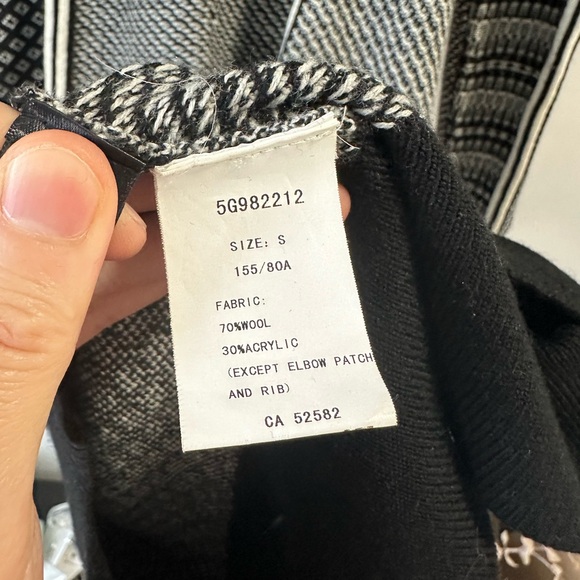 5G982212
SIZE: S
155/80A
FABRIC:
70%WOOL
30%ACRYLIC
(EXCEPT ELBOW PATCH
AND RIB)
CA 52582